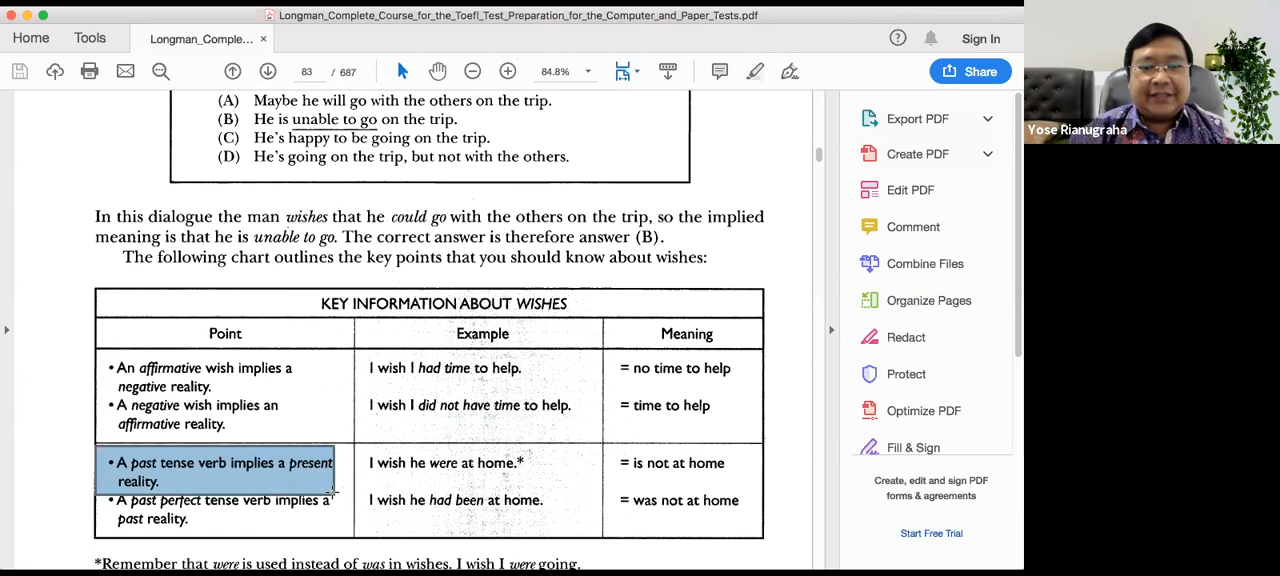 Longman_Complete_Course_for_the_Toefl_Test_Preparation_for_the_Computer_and_Paper_Tests.pdf
Home Tools Longman_Comple... × Sign In
83 / 687 84.8% Share
(A) Maybe he will go with the others on the trip.
(B) He is unable to go on the trip.
(C) He's happy to be going on the trip.
(D) He's going on the trip, but not with the others.
In this dialogue the man wishes that he could go with the others on the trip, so the implied
meaning is that he is unable to go. The correct answer is therefore answer (B).
The following chart outlines the key points that you should know about wishes:
KEY INFORMATION ABOUT WISHES
Point Example Meaning
• An affirmative wish implies a I wish I had time to help. = no time to help
negative reality.
• A negative wish implies an I wish I did not have time to help. = time to help
affirmative reality.
• A past tense verb implies a present I wish he were at home.* = is not at home
reality.
• A past perfect tense verb implies a I wish he had been at home. = was not at home
past reality.
*Remember that were is used instead of was in wishes. I wish I were going.
Export PDF
Create PDF
Edit PDF
Comment
Combine Files
Organize Pages
Redact
Protect
Optimize PDF
Fill & Sign
Create, edit and sign PDF
forms & agreements
Start Free Trial
Yose Rianugraha